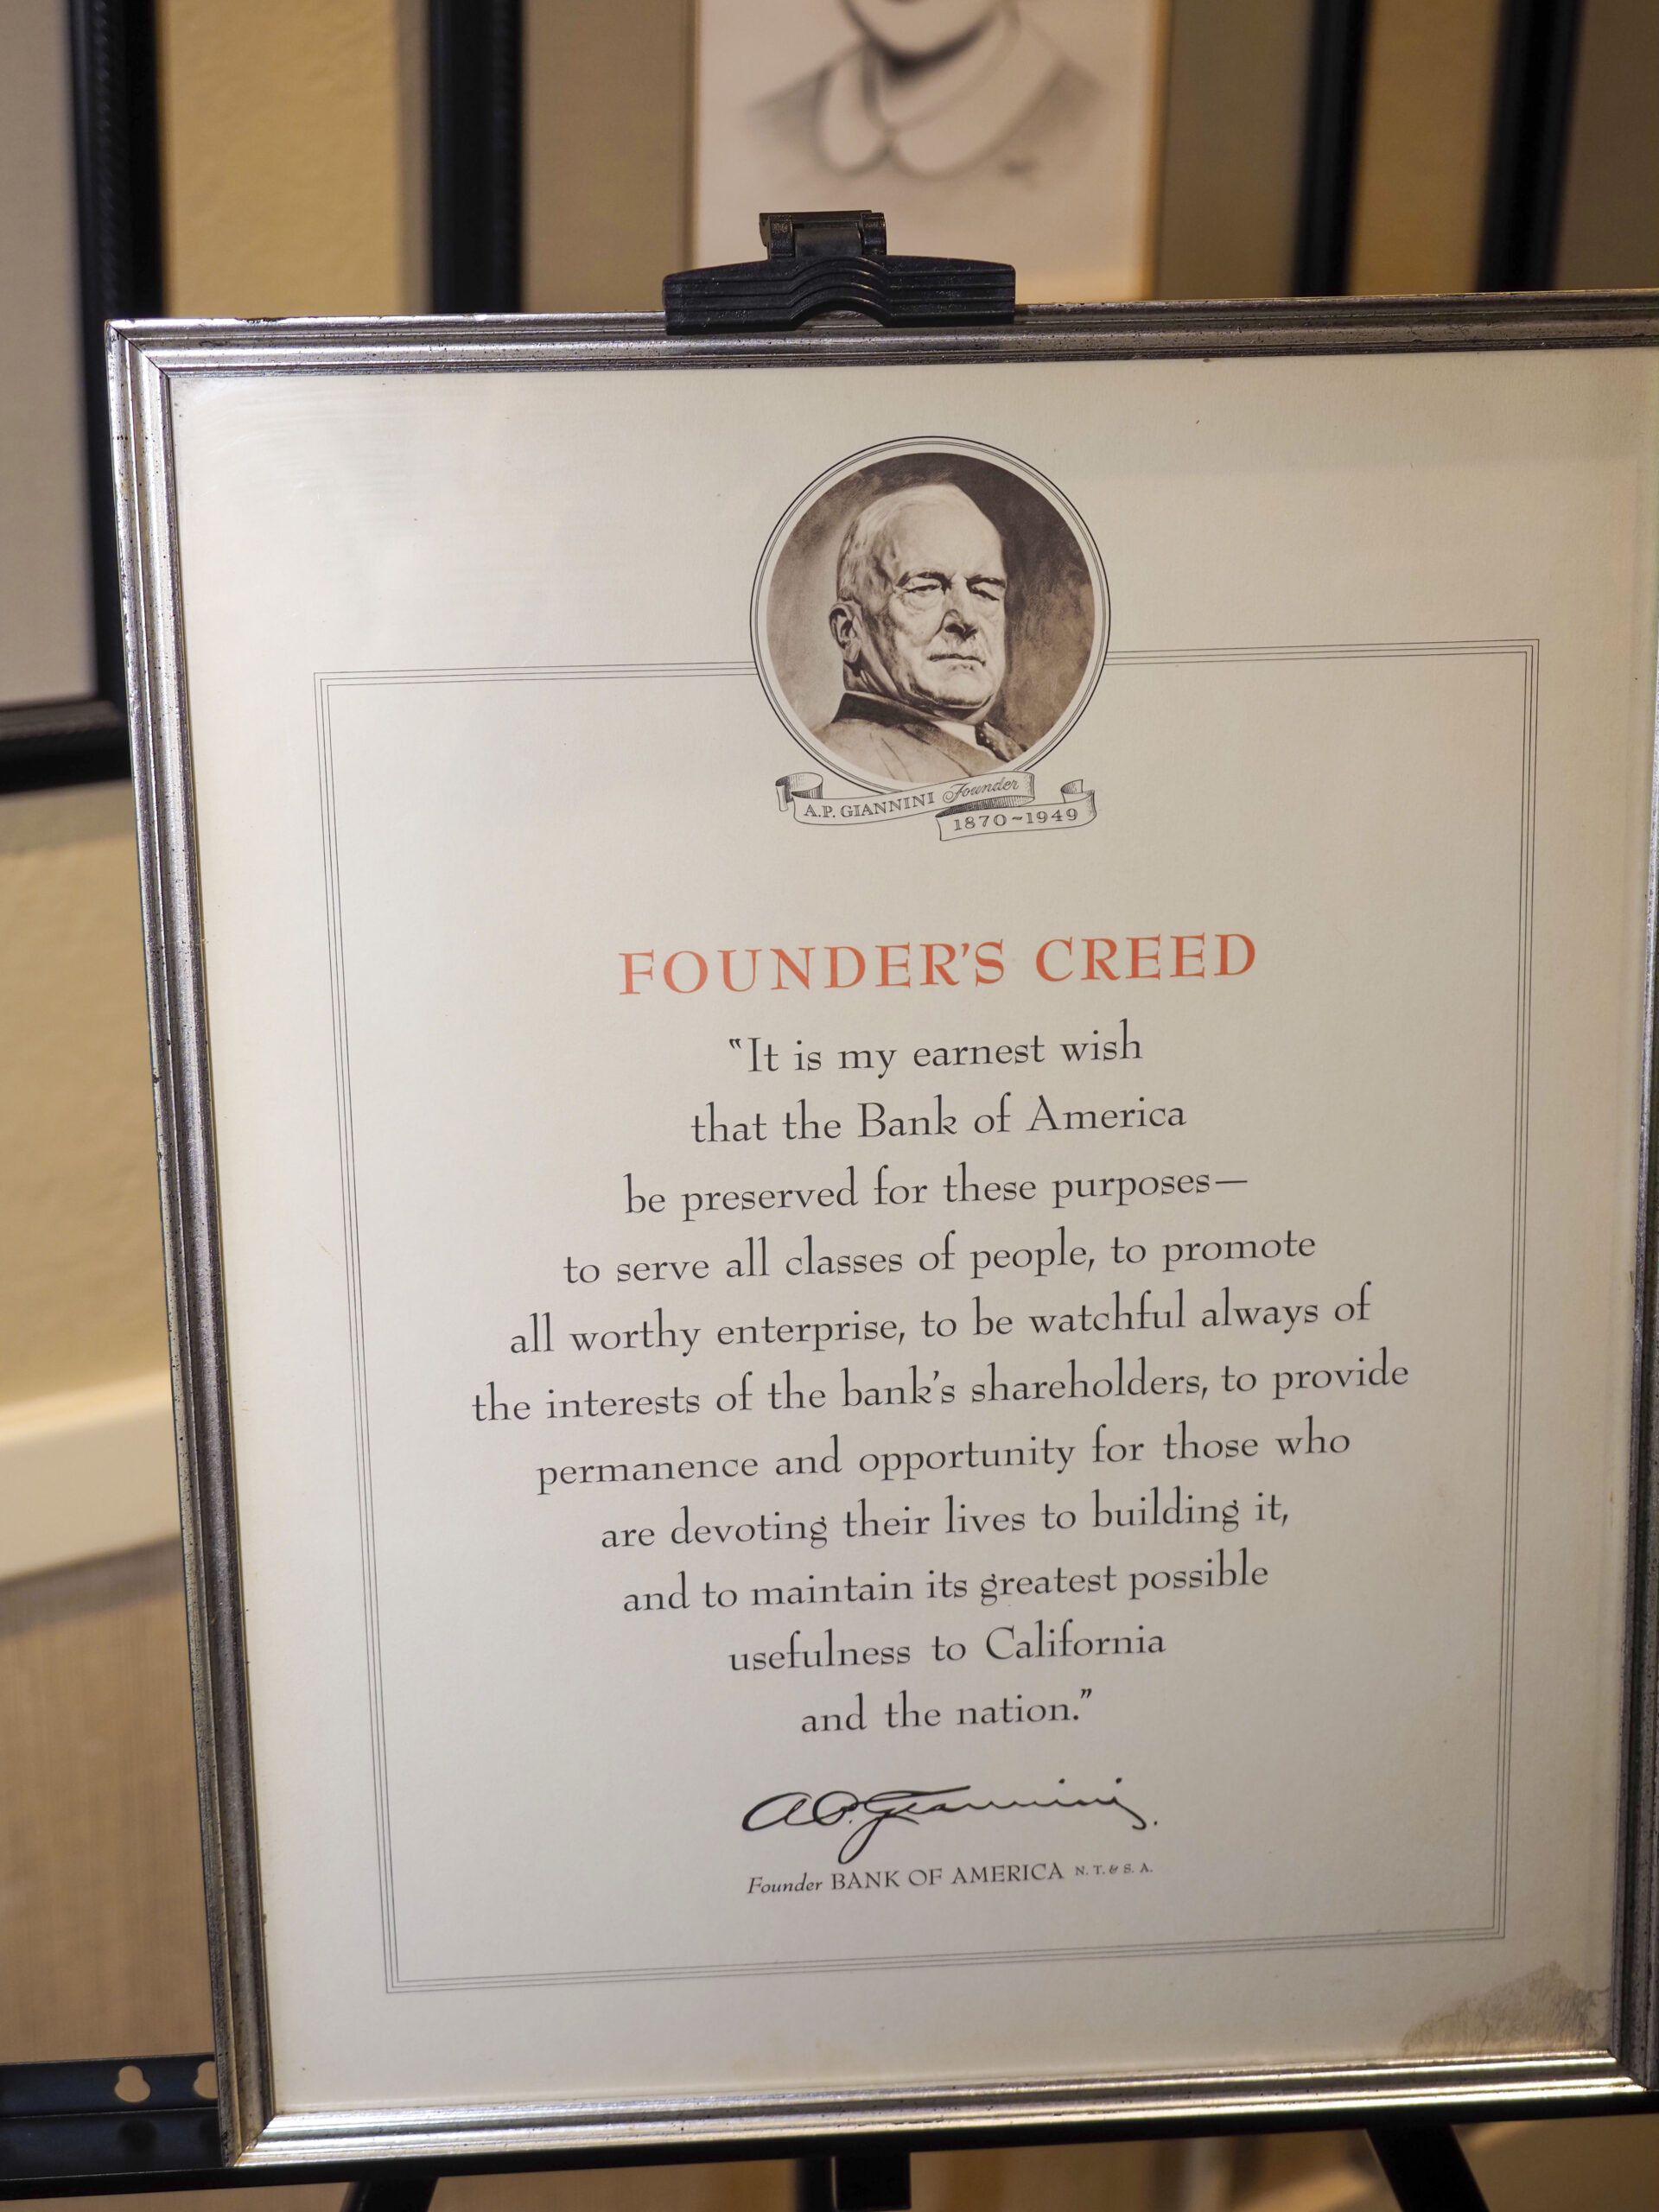 A.P. GIANNINI Founder
1870~1949
FOUNDER'S CREED
"It is my earnest wish
that the Bank of America
be preserved for these purposes—
to serve all classes of people, to promote
all worthy enterprise, to be watchful always of
the interests of the bank's shareholders, to provide
permanence and opportunity for those who
are devoting their lives to building it,
and to maintain its greatest possible
usefulness to California
and the nation."
A.P. Giannini.
Founder BANK OF AMERICA N. T. & S. A.